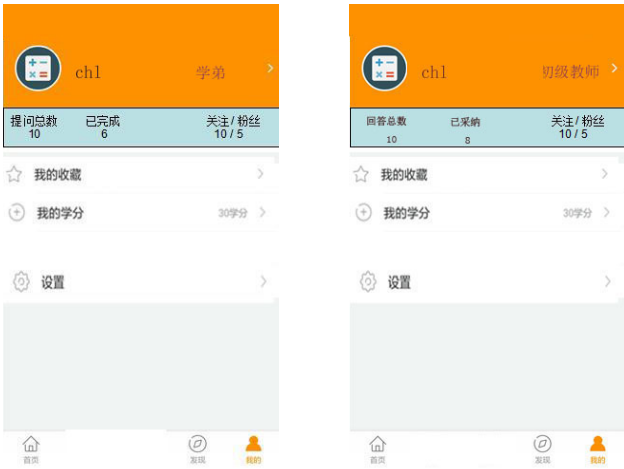 chl 学弟
提问总数 已完成 关注/粉丝
10 6 10/5
我的收藏
我的学分 30学分
设置
首页 发现 我的
chl 初级教师
回答总数 已采纳 关注/粉丝
10 8 10/5
我的收藏
我的学分 30学分
设置
首页 发现 我的